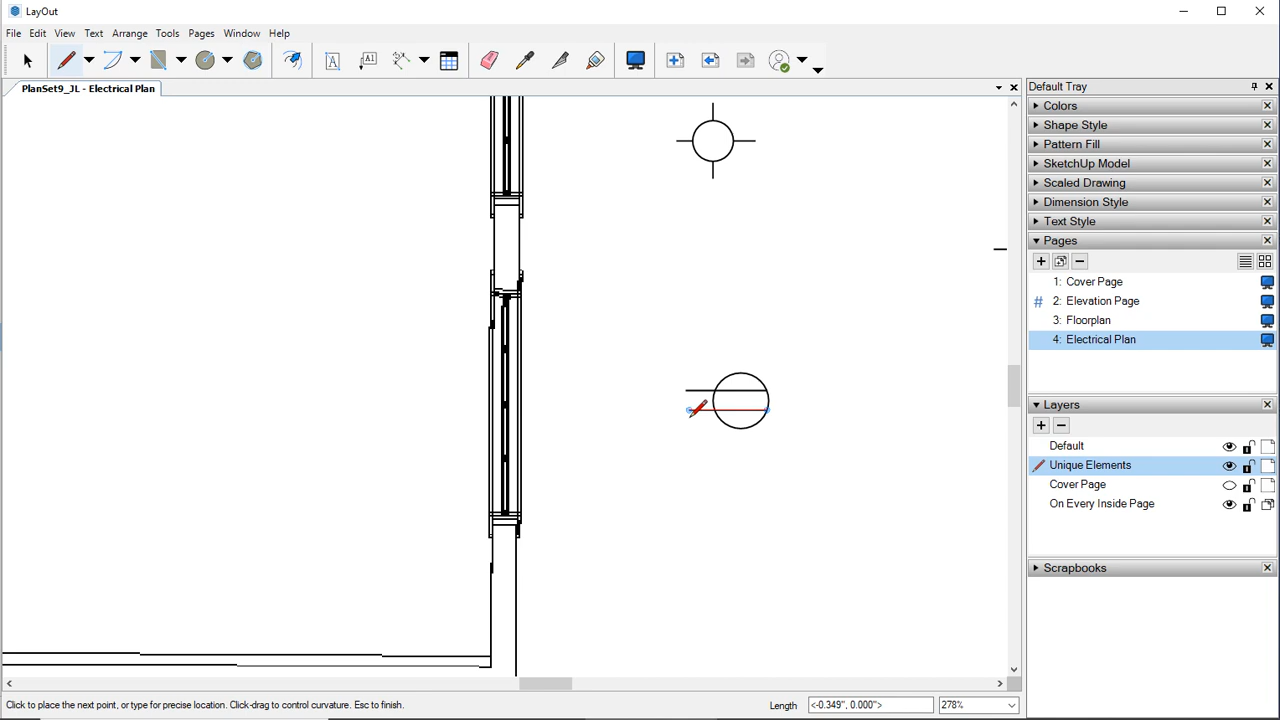 LayOut
File Edit View Text Arrange Tools Pages Window Help
PlanSet9_JL - Electrical Plan
Default Tray
Colors
Shape Style
Pattern Fill
SketchUp Model
Scaled Drawing
Dimension Style
Text Style
Pages
1: Cover Page
# 2: Elevation Page
3: Floorplan
4: Electrical Plan
Layers
Default
Unique Elements
Cover Page
On Every Inside Page
Scrapbooks
Click to place the next point, or type for precise location. Click-drag to control curvature. Esc to finish. Length <-0.349", 0.000"> 278%